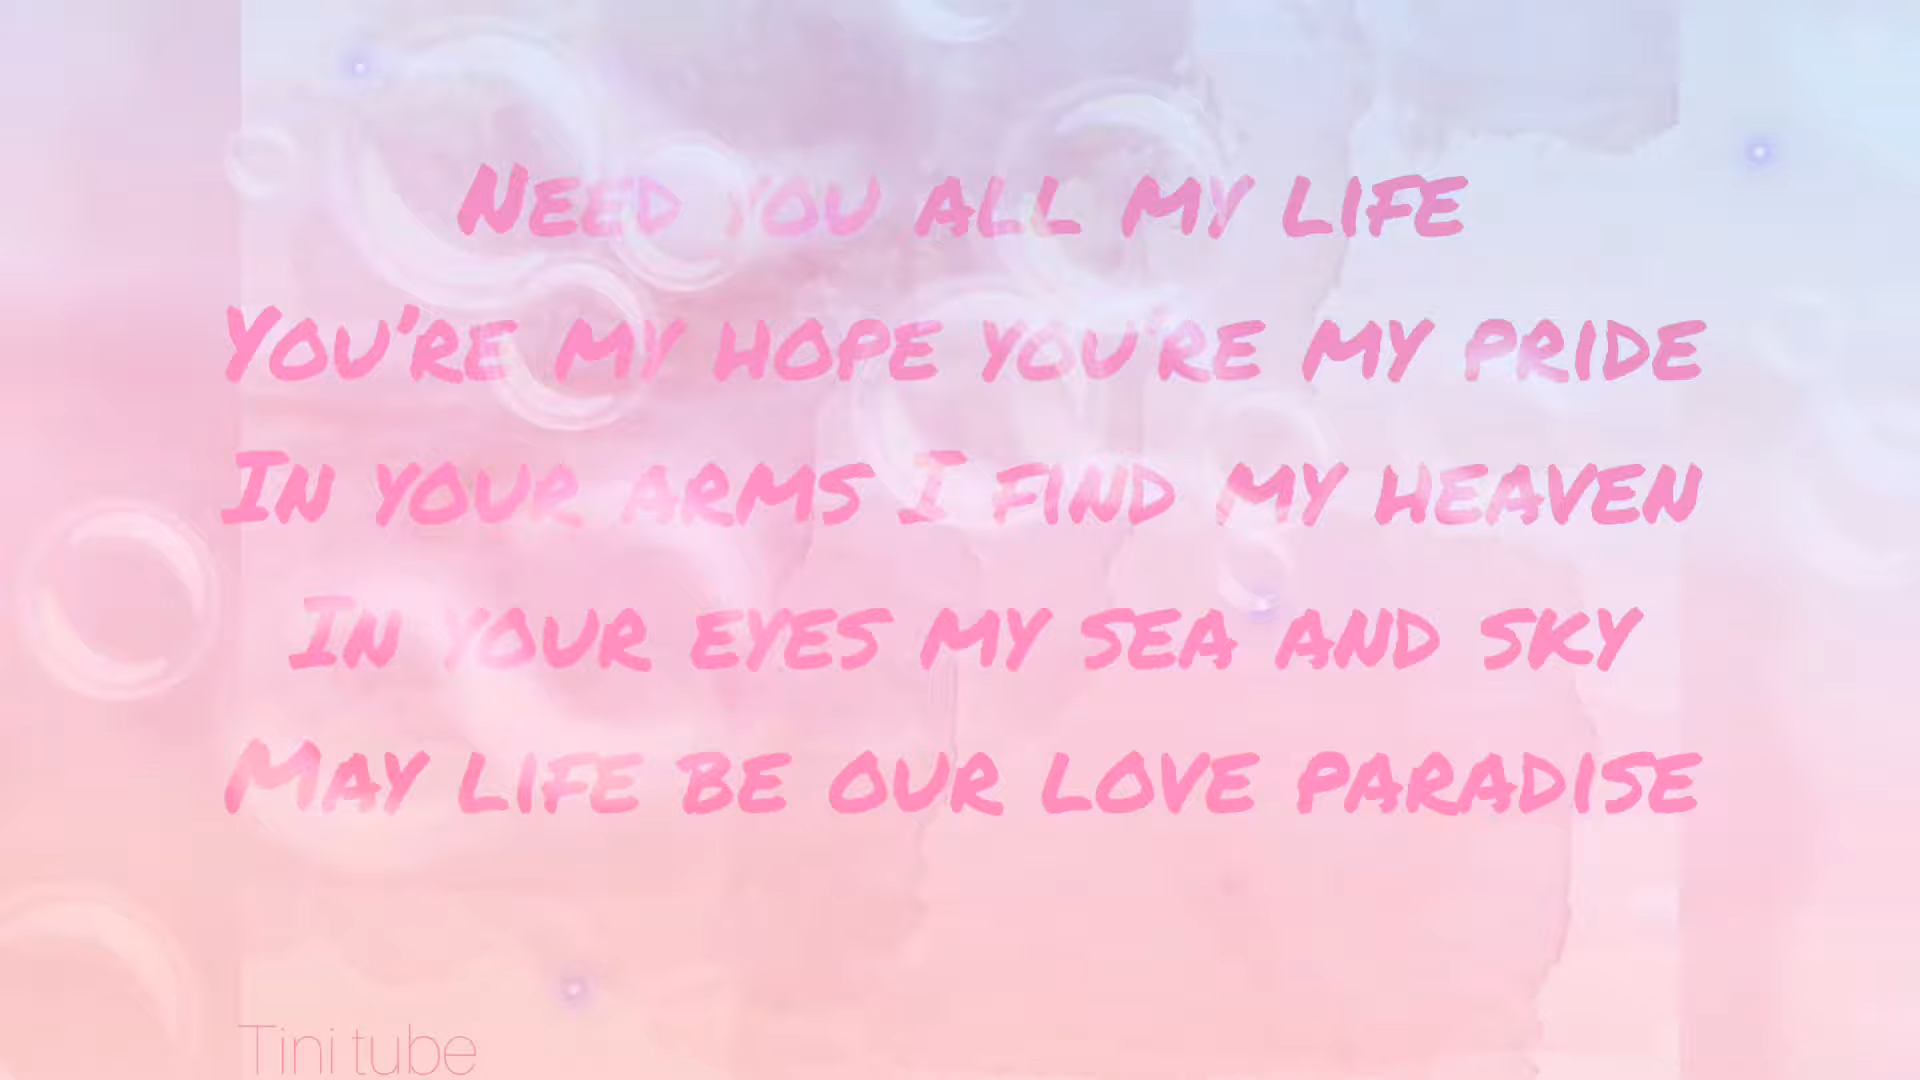 Need you all my life
You're my hope you're my pride
In your arms I find my heaven
In your eyes my sea and sky
May life be our love paradise
Tini tube